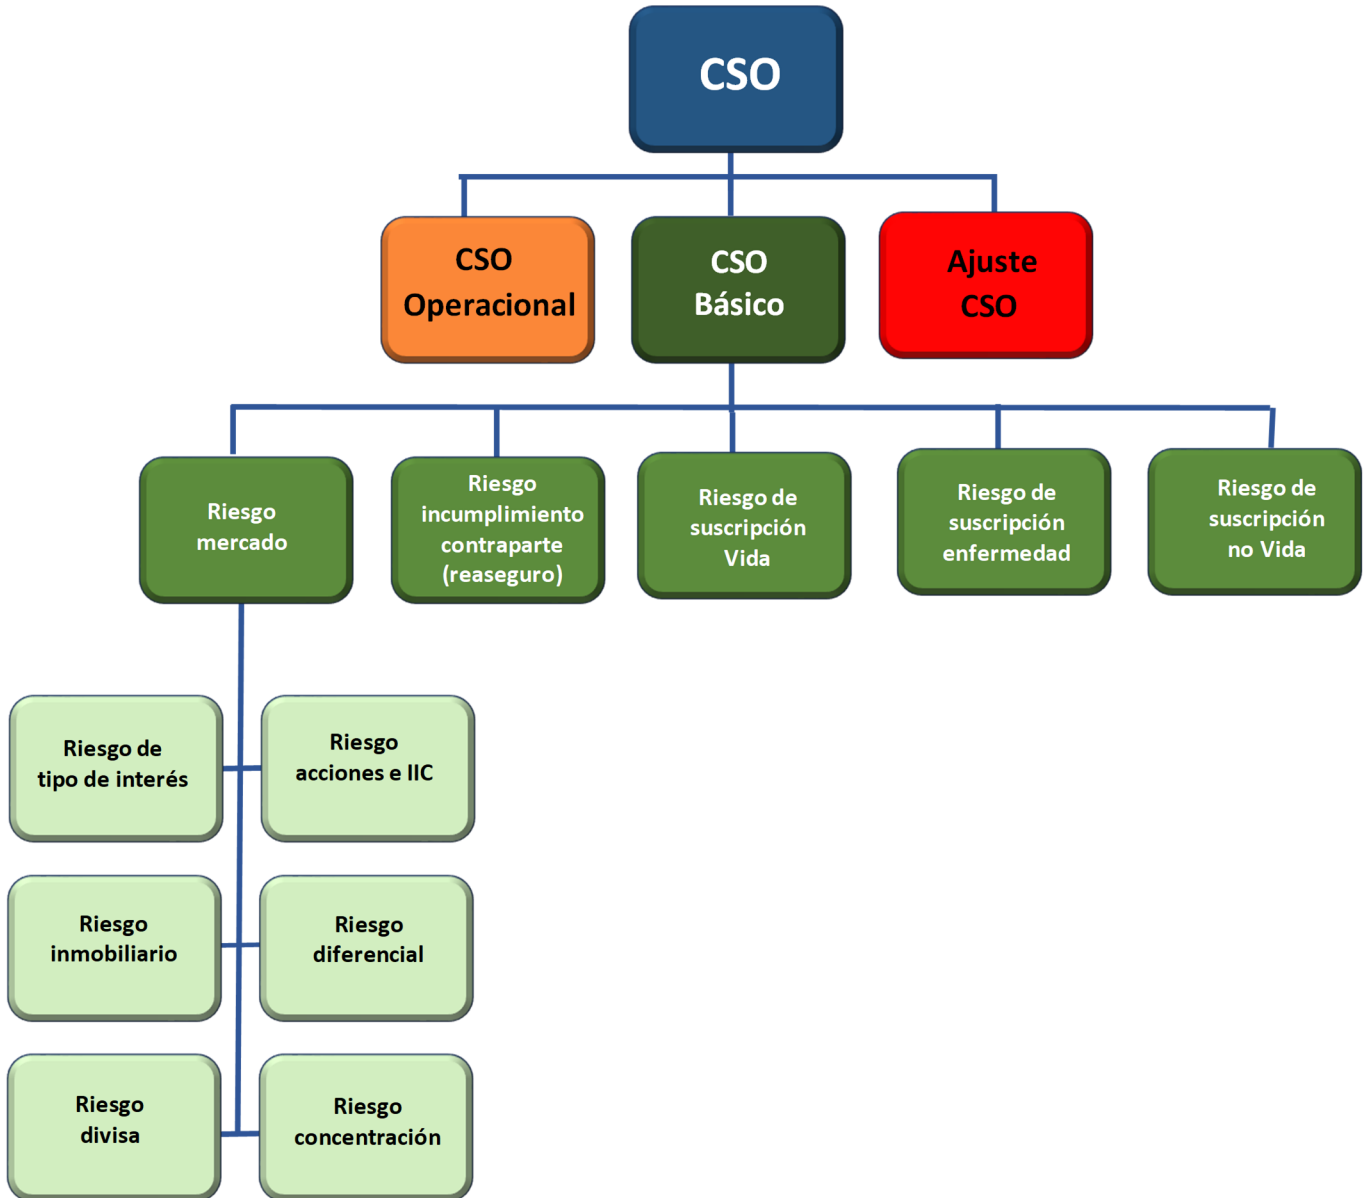 CSO
CSO
Operacional
CSO
Básico
Ajuste
CSO
Riesgo
mercado
Riesgo
incumplimiento
contraparte
(reaseguro)
Riesgo de
suscripción
Vida
Riesgo de
suscripción
enfermedad
Riesgo de
suscripción
no Vida
Riesgo de
tipo de interés
Riesgo
acciones e IIC
Riesgo
inmobiliario
Riesgo
diferencial
Riesgo
divisa
Riesgo
concentración